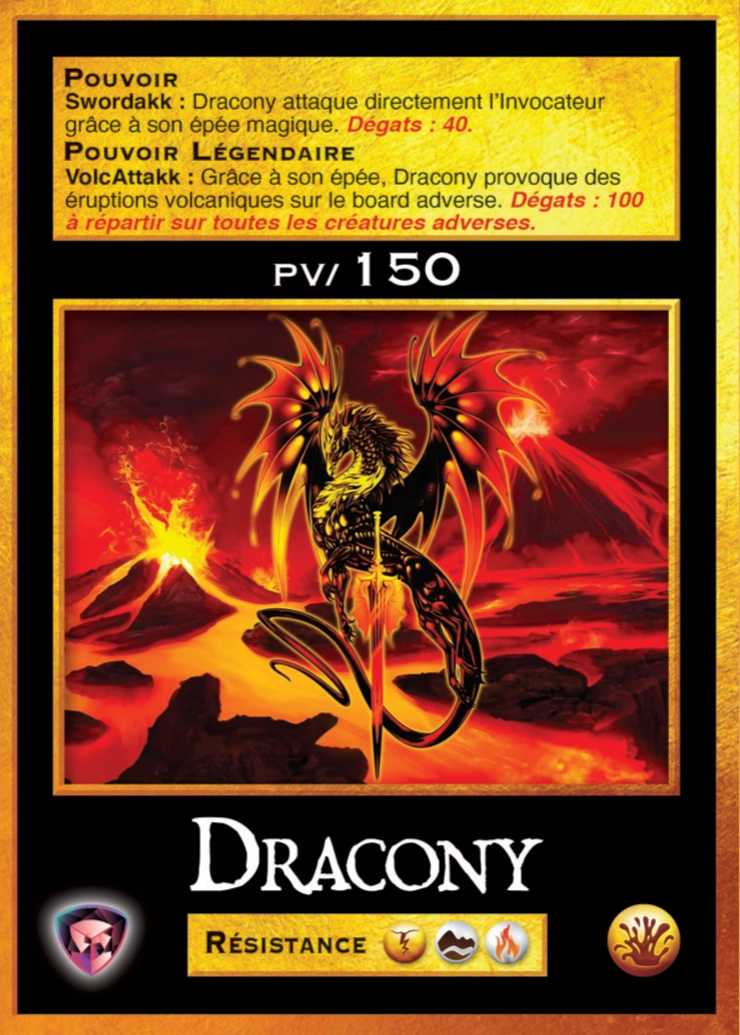 POUVOIR
Swordakk : Dracony attaque directement l'Invocateur
grâce à son épée magique. Dégats : 40.
POUVOIR LÉGENDAIRE
VolcAttakk : Grâce à son épée, Dracony provoque des
éruptions volcaniques sur le board adverse. Dégats : 100
à répartir sur toutes les créatures adverses.
PV/ 150
DRACONY
RÉSISTANCE